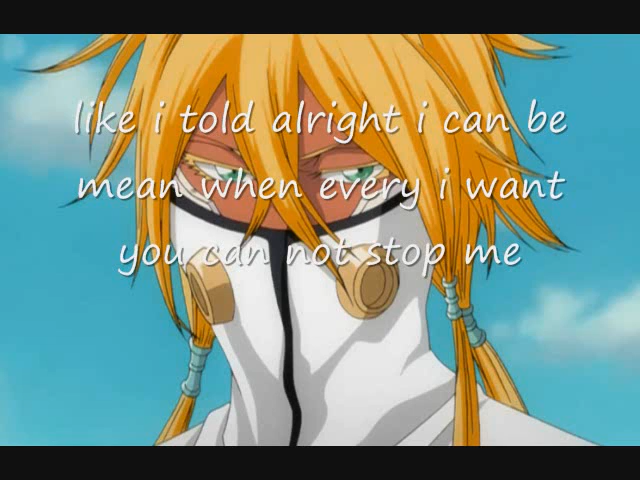 like i told alright i can be
mean when every i want
you can not stop me